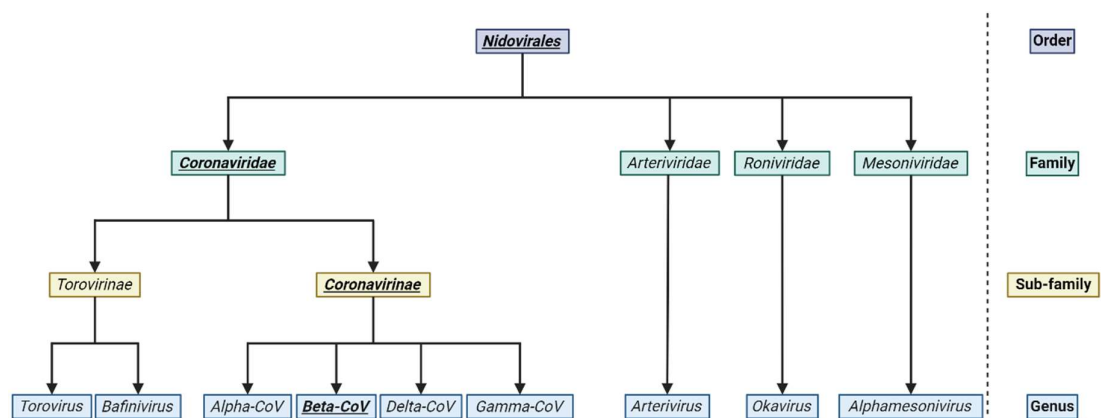 Nidovirales
Order
Coronaviridae
Arteriviridae
Roniviridae
Mesoniviridae
Family
Torovirinae
Coronavirinae
Sub-family
Torovirus
Bafinivirus
Alpha-CoV
Beta-CoV
Delta-CoV
Gamma-CoV
Arterivirus
Okavirus
Alphamesonivirus
Genus